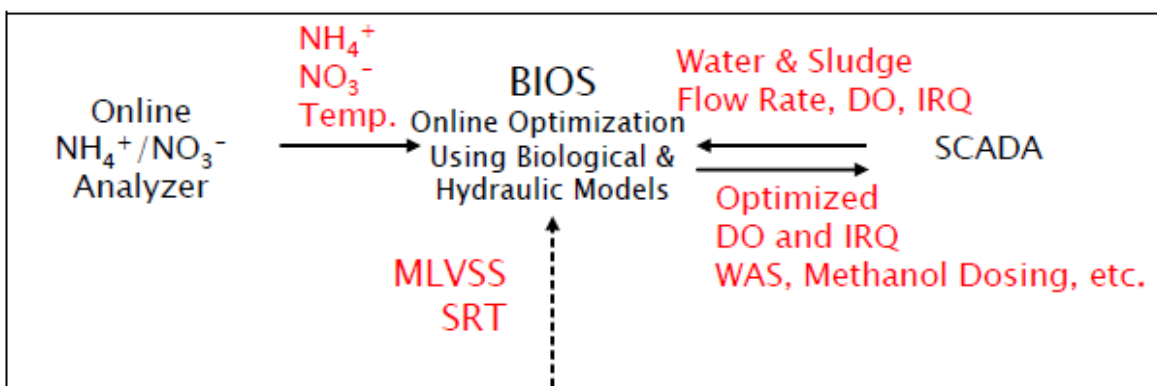 Online
NH₄⁺/NO₃⁻
Analyzer
NH₄⁺
NO₃⁻
Temp.
BIOS
Online Optimization
Using Biological &
Hydraulic Models
Water & Sludge
Flow Rate, DO, IRQ
SCADA
Optimized
DO and IRQ
WAS, Methanol Dosing, etc.
MLVSS
SRT